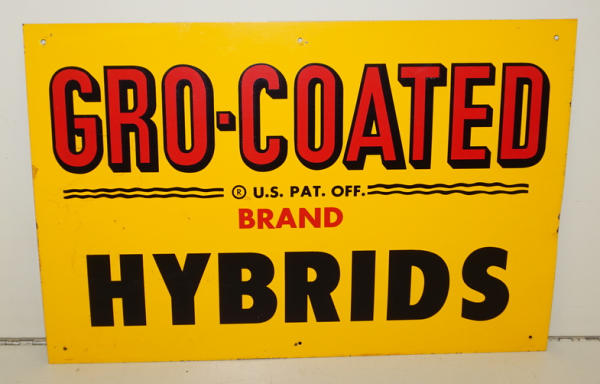 GRO-COATED
® U.S. PAT. OFF.
BRAND
HYBRIDS